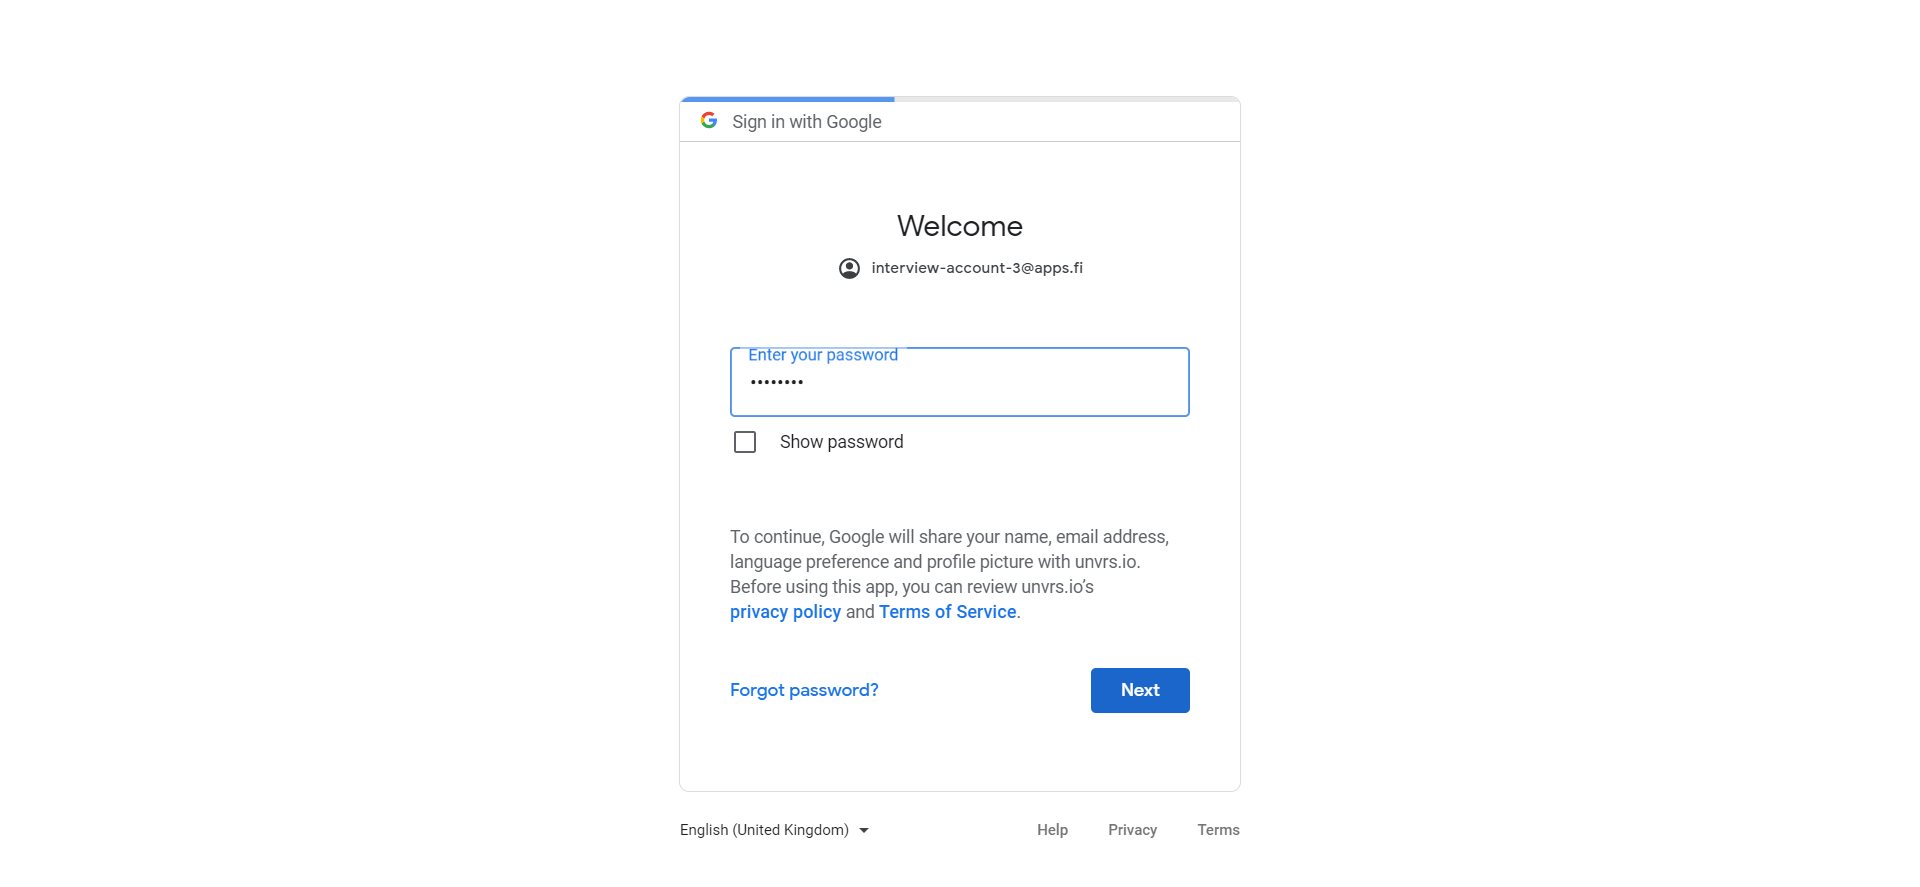 Sign in with Google
Welcome
interview-account-3@apps.fi
Enter your password
••••••••
Show password
To continue, Google will share your name, email address,
language preference and profile picture with unvrs.io.
Before using this app, you can review unvrs.io’s
privacy policy and Terms of Service.
Forgot password?
Next
English (United Kingdom)
Help
Privacy
Terms